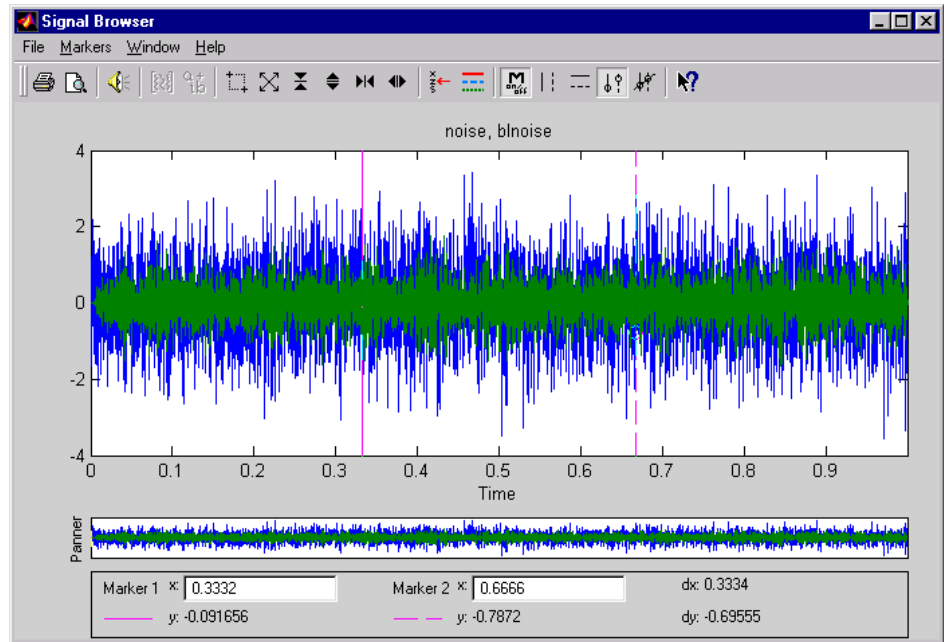 Signal Browser
File Markers Window Help
M
on/off
noise, blnoise
4
2
0
-2
-4
0 0.1 0.2 0.3 0.4 0.5 0.6 0.7 0.8 0.9
Time
Panner
Marker 1 x: 0.3332 Marker 2 x: 0.6666 dx: 0.3334
y: -0.091656 y: -0.7872 dy: -0.69555